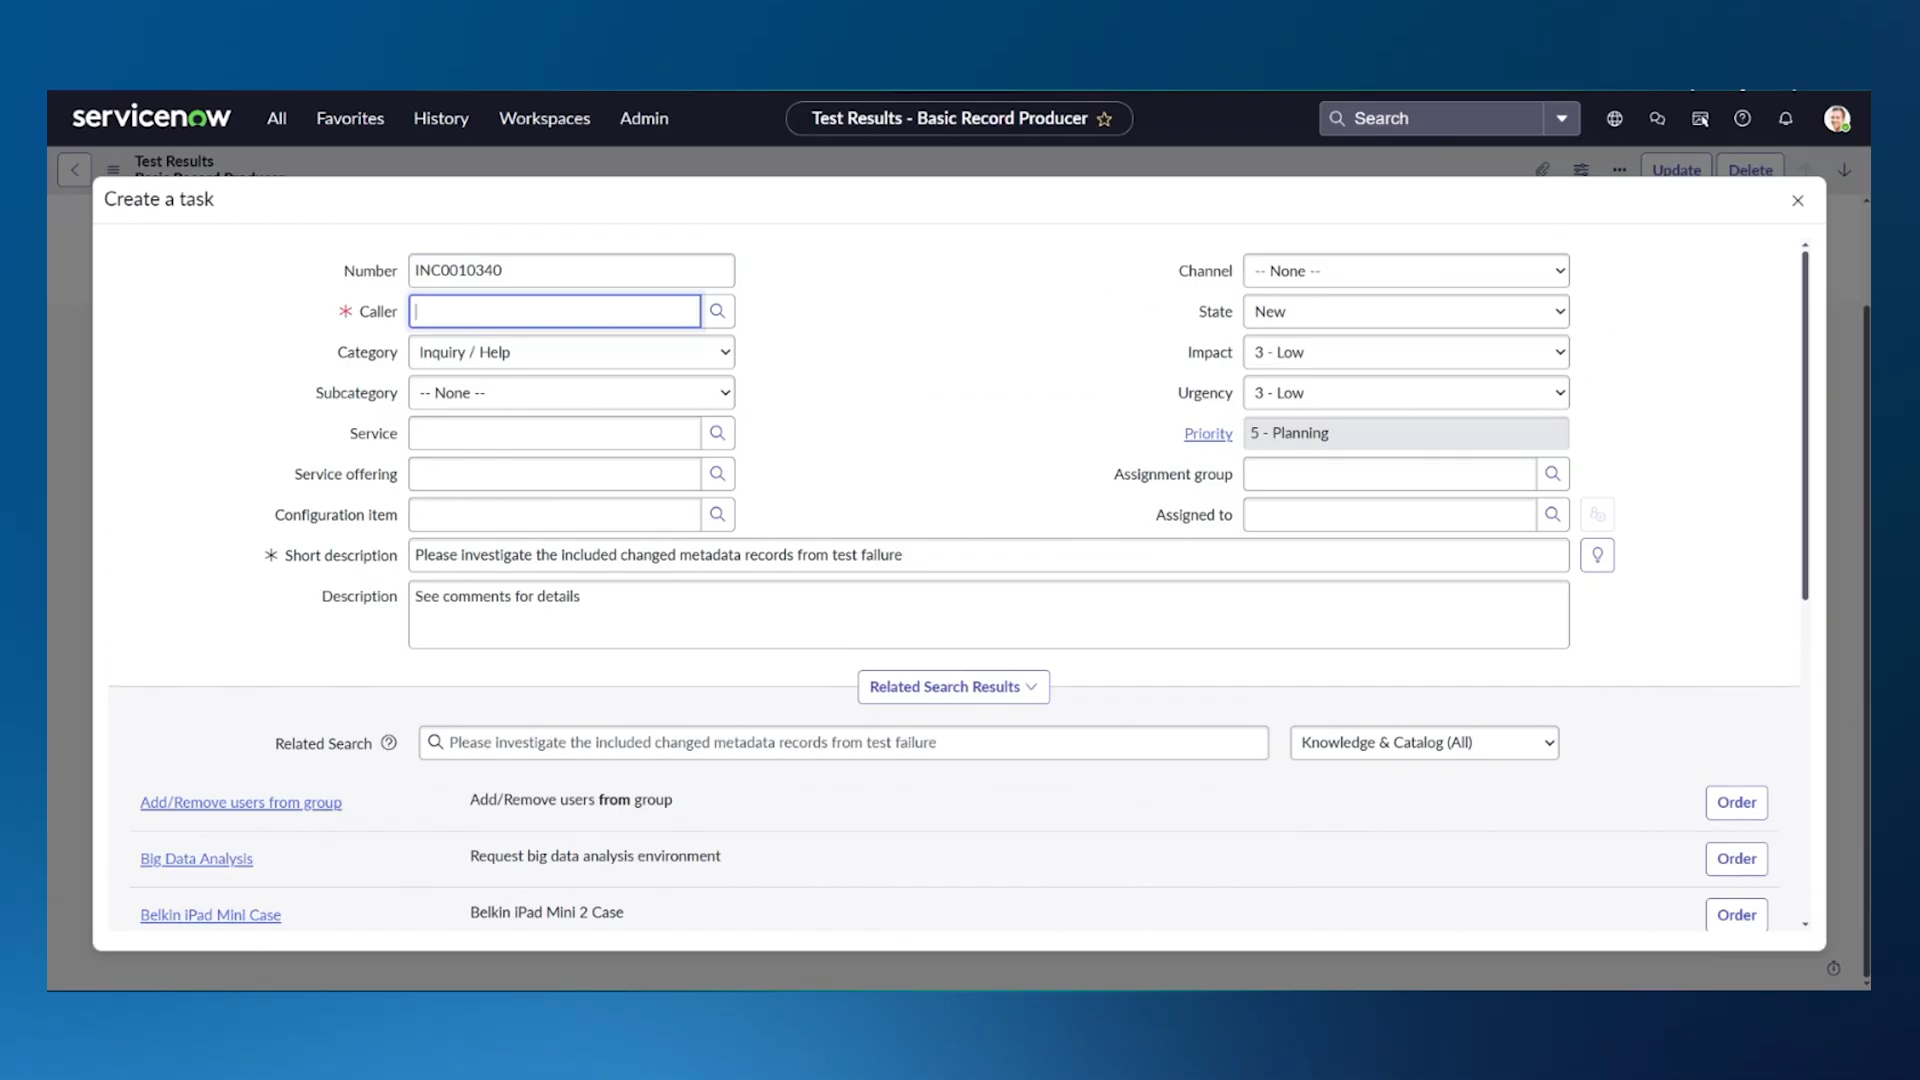 servicenow All Favorites History Workspaces Admin Test Results - Basic Record Producer Search
Test Results
Update Delete
Create a task
Number INC0010340 Channel -- None --
* Caller State New
Category Inquiry / Help Impact 3 - Low
Subcategory -- None -- Urgency 3 - Low
Service Priority 5 - Planning
Service offering Assignment group
Configuration item Assigned to
* Short description Please investigate the included changed metadata records from test failure
Description See comments for details
Related Search Results
Related Search Please investigate the included changed metadata records from test failure Knowledge & Catalog (All)
Add/Remove users from group Add/Remove users from group Order
Big Data Analysis Request big data analysis environment Order
Belkin iPad Mini Case Belkin iPad Mini 2 Case Order